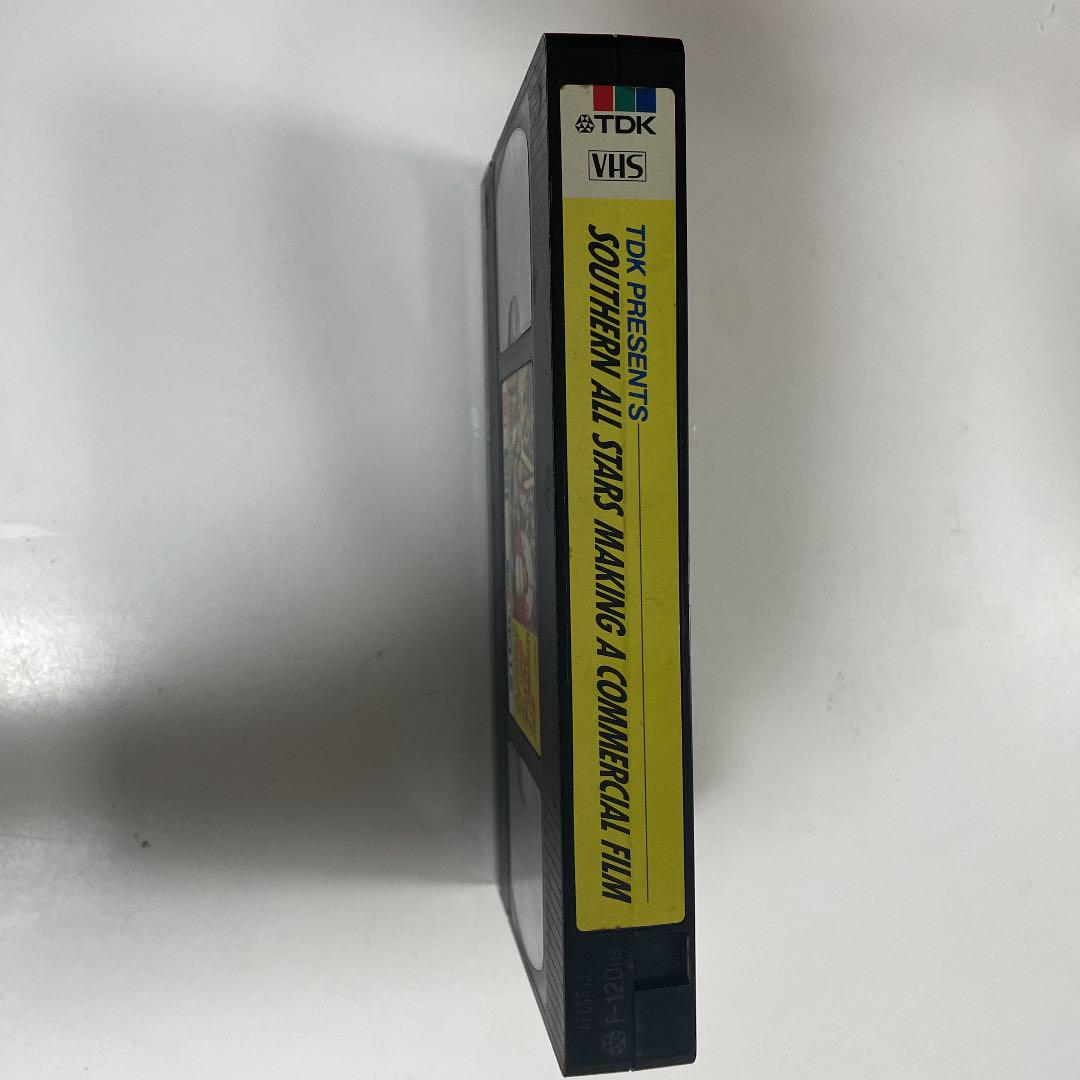 TDK
VHS
TDK PRESENTS
SOUTHERN ALL STARS MAKING A COMMERCIAL FILM
T-120HS